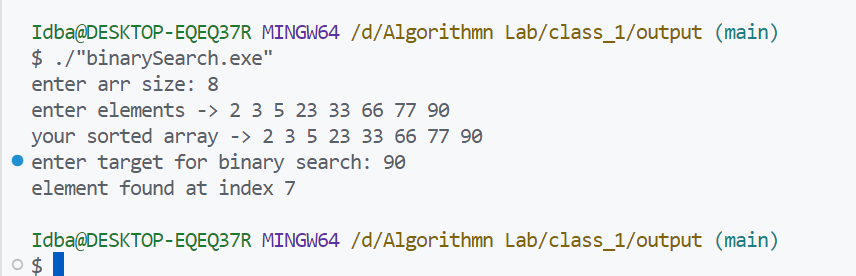 Idba@DESKTOP-EQEQ37R MINGW64 /d/Algorithmn Lab/class_1/output (main)
$ ./"binarySearch.exe"
enter arr size: 8
enter elements -> 2 3 5 23 33 66 77 90
your sorted array -> 2 3 5 23 33 66 77 90
enter target for binary search: 90
element found at index 7
Idba@DESKTOP-EQEQ37R MINGW64 /d/Algorithmn Lab/class_1/output (main)
$